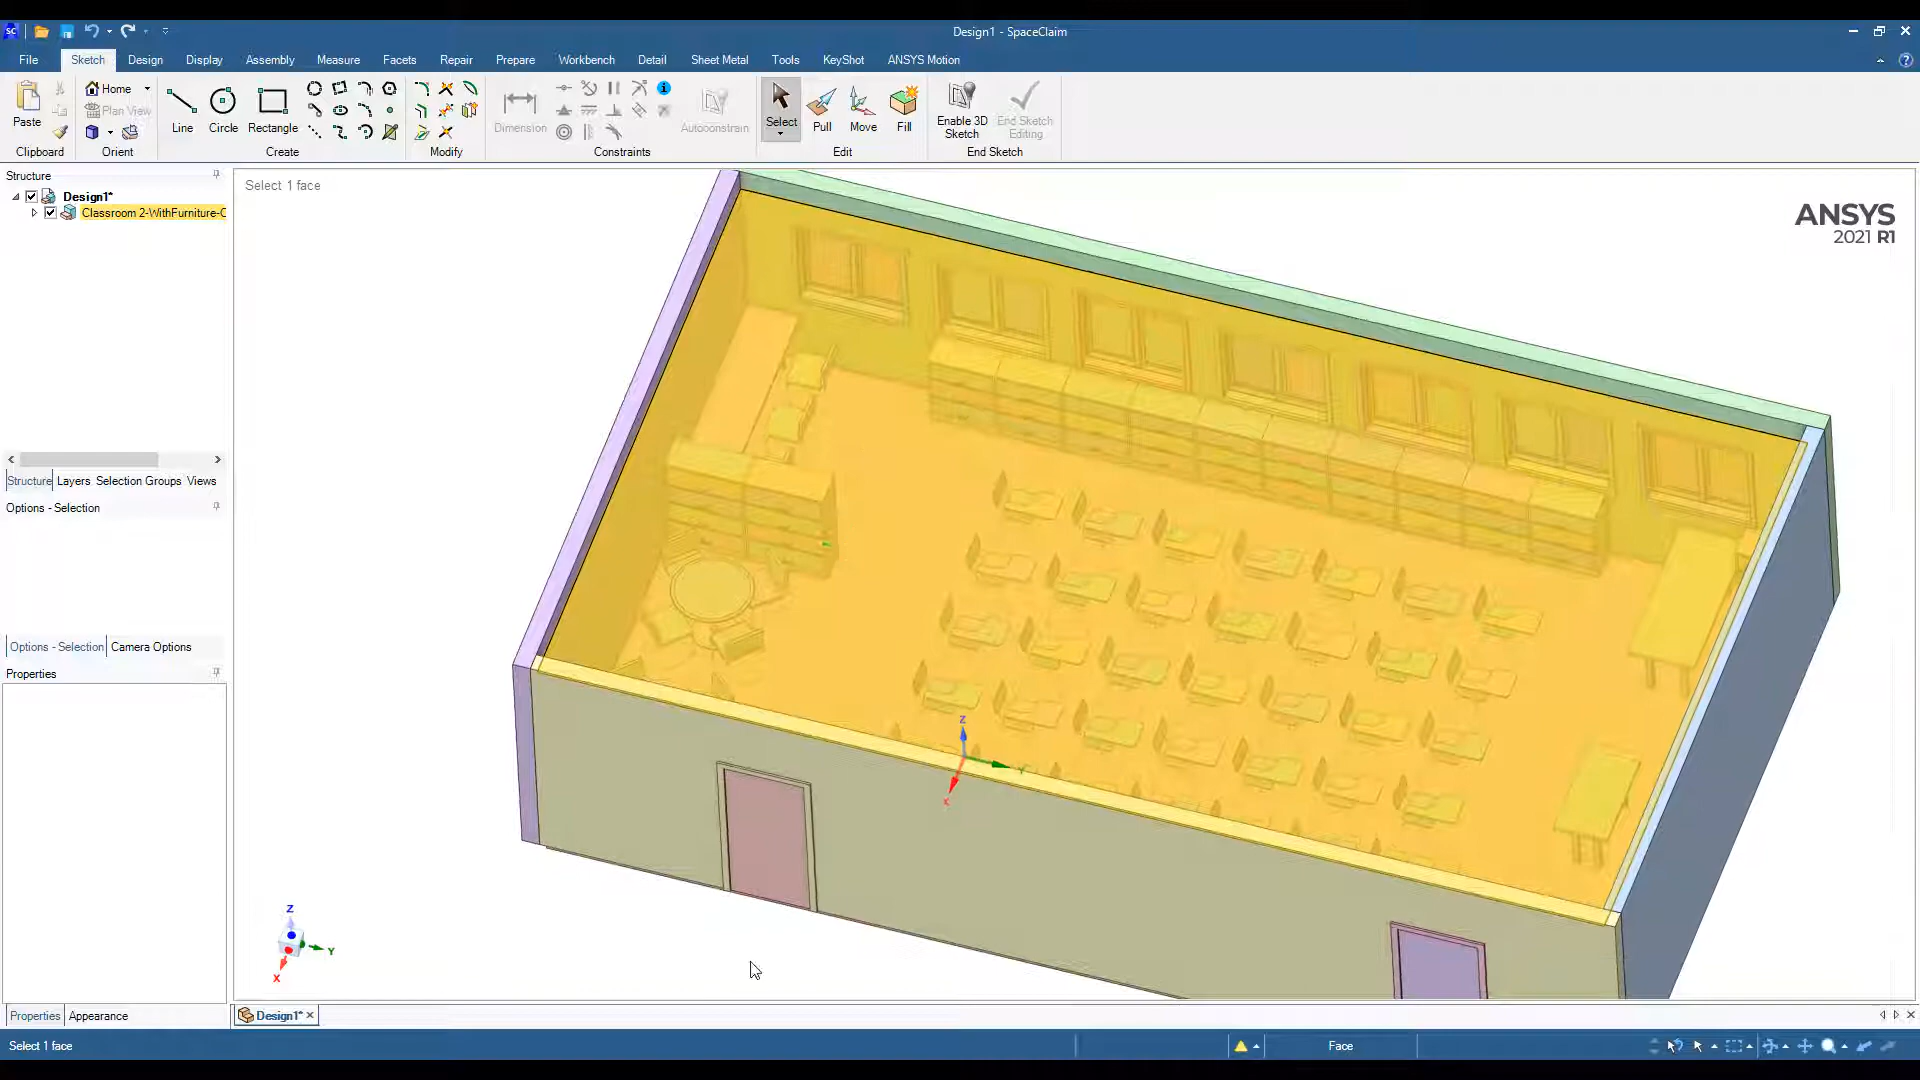 Design1 - SpaceClaim
File Sketch Design Display Assembly Measure Facets Repair Prepare Workbench Detail Sheet Metal Tools KeyShot ANSYS Motion
Paste
Clipboard
Home
Plan View
Orient
Line Circle Rectangle
Create
Modify
Dimension
Autoconstrain
Constraints
Select Pull Move Fill
Edit
Enable 3D
Sketch
End Sketch
Editing
End Sketch
Structure
Design1*
Classroom 2-WithFurniture-C
Structure Layers Selection Groups Views
Options - Selection
Options - Selection Camera Options
Properties
Properties Appearance
Select 1 face
ANSYS
2021 R1
Z
Y
X
Z
Y
X
Design1*
Select 1 face
Face